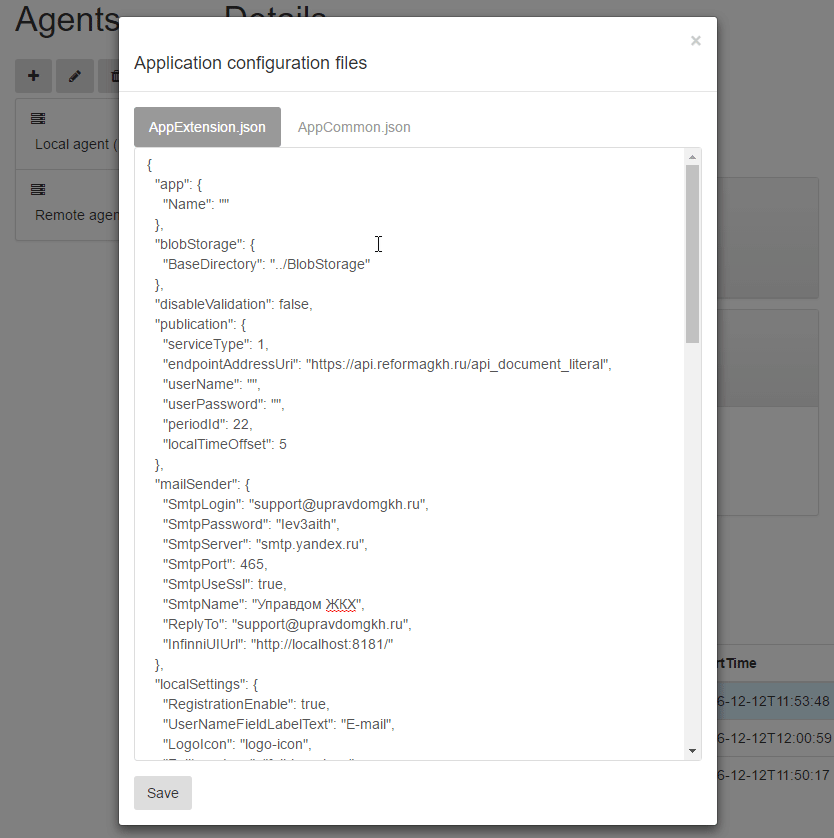 Agents
Details
×
Application configuration files
AppExtension.json
AppCommon.json
Local agent (
Remote agen
{
"app": {
"Name": ""
},
"blobStorage": {
"BaseDirectory": "../BlobStorage"
},
"disableValidation": false,
"publication": {
"serviceType": 1,
"endpointAddressUri": "https://api.reformagkh.ru/api_document_literal",
"userName": "",
"userPassword": "",
"periodId": 22,
"localTimeOffset": 5
},
"mailSender": {
"SmtpLogin": "support@upravdomgkh.ru",
"SmtpPassword": "Iev3aith",
"SmtpServer": "smtp.yandex.ru",
"SmtpPort": 465,
"SmtpUseSsl": true,
"SmtpName": "Управдом ЖКХ",
"ReplyTo": "support@upravdomgkh.ru",
"InfinniUIUrl": "http://localhost:8181/"
},
"localSettings": {
"RegistrationEnable": true,
"UserNameFieldLabelText": "E-mail",
"LogoIcon": "logo-icon",
rtTime
6-12-12T11:53:48
6-12-12T12:00:59
6-12-12T11:50:17
Save